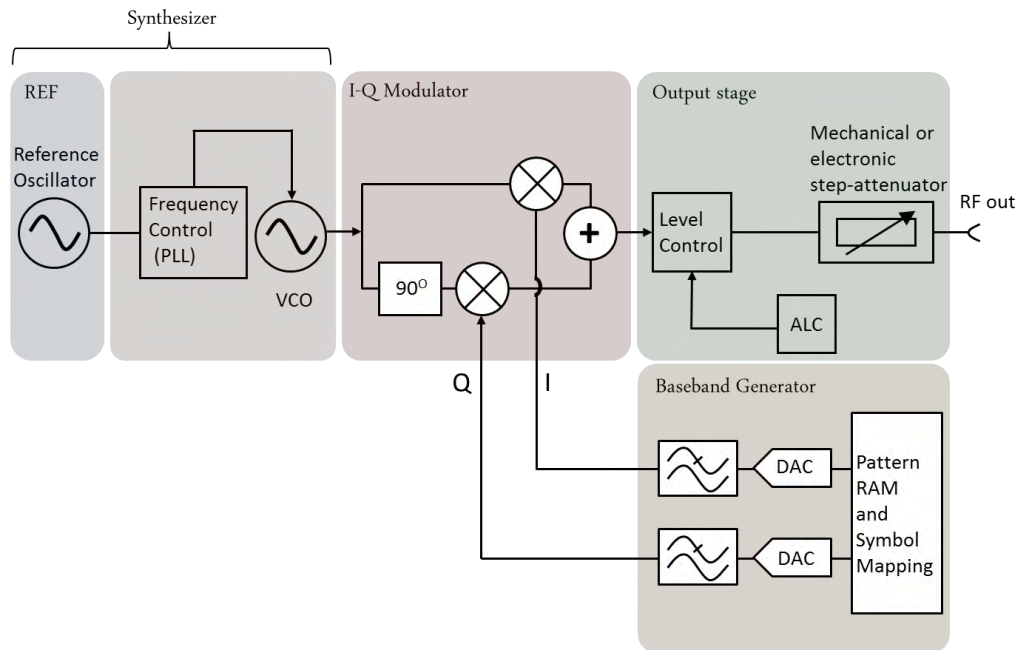 Synthesizer
REF
I-Q Modulator
Output stage
Reference
Oscillator
Frequency
Control
(PLL)
VCO
90°
Level
Control
Mechanical or
electronic
step-attenuator
RF out
ALC
Q
I
Baseband Generator
DAC
DAC
Pattern
RAM
and
Symbol
Mapping